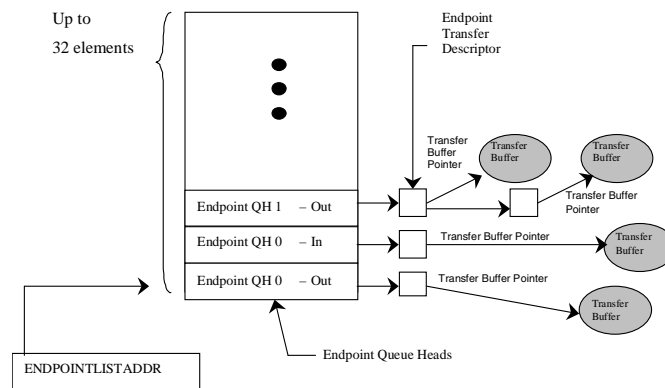 Up to
32 elements
Endpoint
Transfer
Descriptor
Transfer
Buffer
Pointer
Transfer
Buffer
Transfer
Buffer
Transfer Buffer
Pointer
Endpoint QH 1 – Out
Endpoint QH 0 – In
Transfer Buffer Pointer
Transfer
Buffer
Endpoint QH 0 – Out
Transfer Buffer Pointer
Transfer
Buffer
Endpoint Queue Heads
ENDPOINTLISTADDR